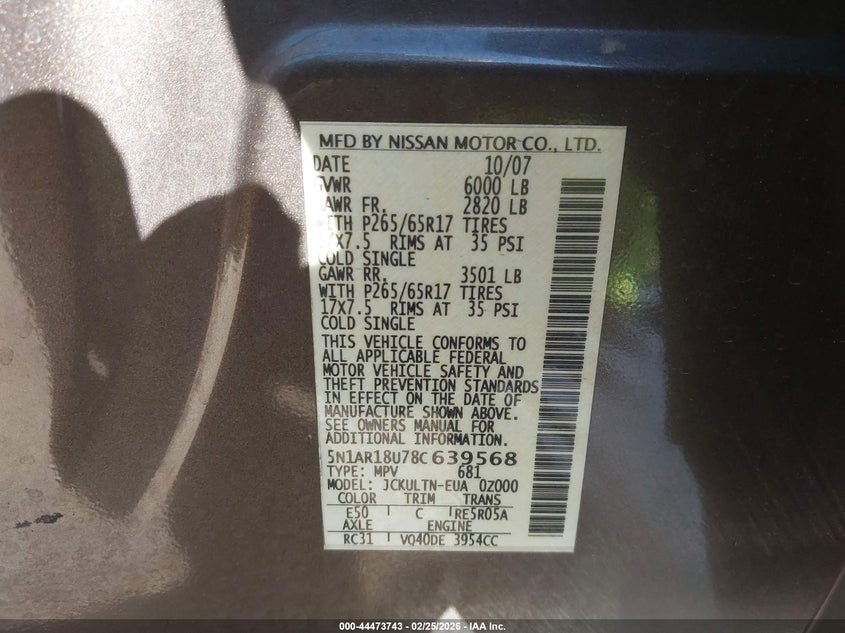 MFD BY NISSAN MOTOR CO., LTD.
DATE 10/07
GVWR 6000 LB
GAWR FR. 2820 LB
WITH P265/65R17 TIRES
17X7.5 RIMS AT 35 PSI
COLD SINGLE
GAWR RR. 3501 LB
WITH P265/65R17 TIRES
17X7.5 RIMS AT 35 PSI
COLD SINGLE
THIS VEHICLE CONFORMS TO
ALL APPLICABLE FEDERAL
MOTOR VEHICLE SAFETY AND
THEFT PREVENTION STANDARDS
IN EFFECT ON THE DATE OF
MANUFACTURE SHOWN ABOVE.
SEE OWNERS MANUAL FOR
ADDITIONAL INFORMATION.
5N1AR18U78C639568
TYPE: MPV 681
MODEL: JCKULTN-EUA 0Z000
COLOR TRIM TRANS
E50 C RE5R05A
AXLE ENGINE
RC31 VQ40DE 3954CC
000-44473743 - 02/25/2026 - IAA Inc.